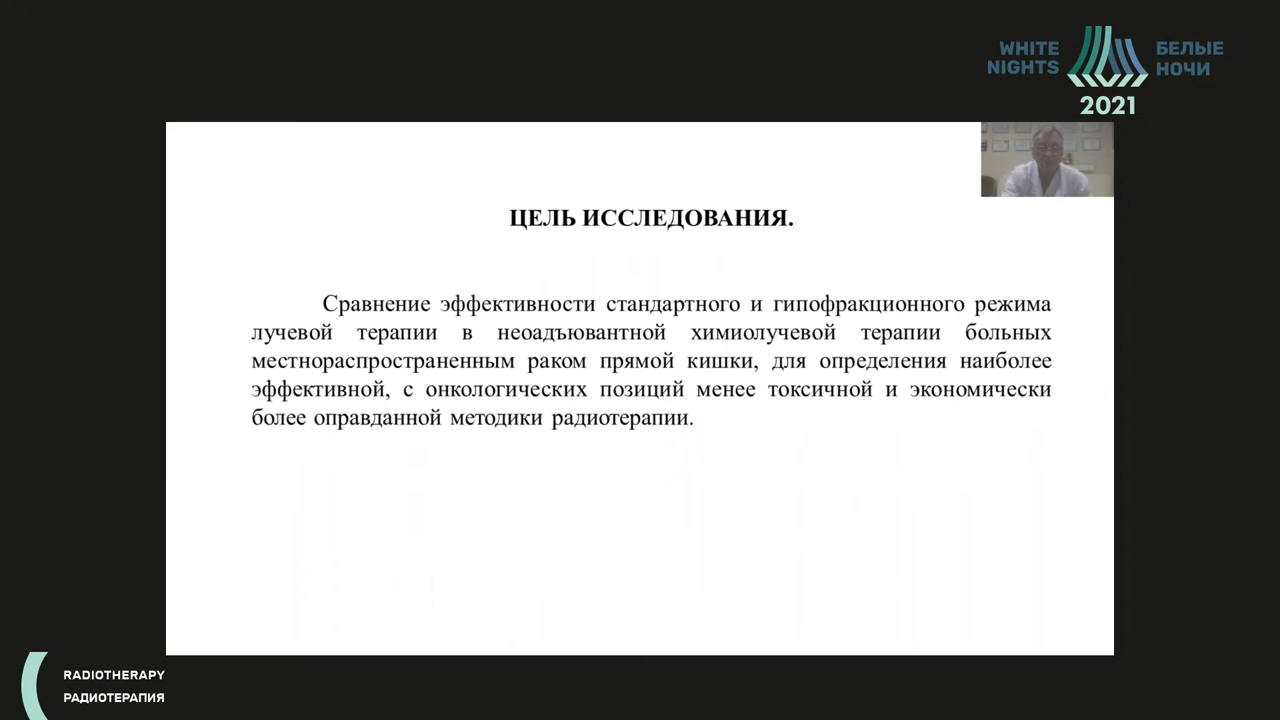 WHITE
NIGHTS
БЕЛЫЕ
НОЧИ
2021
ЦЕЛЬ ИССЛЕДОВАНИЯ.
Сравнение эффективности стандартного и гипофракционного режима
лучевой терапии в неоадъювантной химиолучевой терапии больных
местнораспространенным раком прямой кишки, для определения наиболее
эффективной, с онкологических позиций менее токсичной и экономически
более оправданной методики радиотерапии.
RADIOTHERAPY
РАДИОТЕРАПИЯ